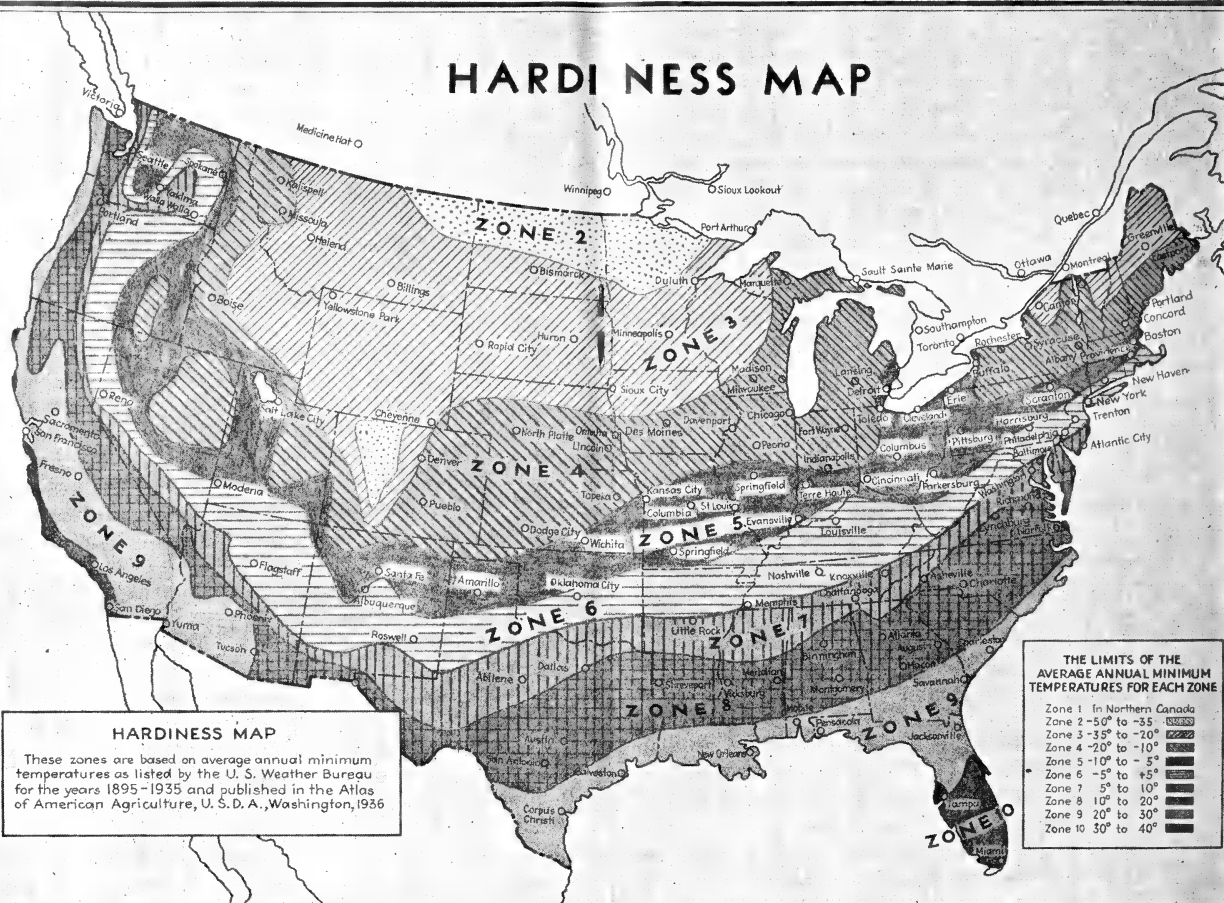 HARDINESS MAP
Victoria
Medicine Hat
Winnipeg
Sioux Lookout
Port Arthur
Quebec
Ottawa
Montreal
Greenville
Eastport
Seattle
Spokane
Yakima
Walla Walla
Portland
Kalispell
Missoula
Helena
ZONE 2
Bismarck
Duluth
Marquette
Sault Sainte Marie
Southampton
Toronto
Canton
Portland
Concord
Boston
Boise
Yellowstone Park
Billings
Huron
Rapid City
Minneapolis
ZONE 3
Sioux City
Madison
Milwaukee
Lansing
Detroit
Rochester
Syracuse
Buffalo
Albany
Providence
New Haven
New York
Trenton
Erie
Scranton
Reno
Salt Lake City
Cheyenne
North Platte
Omaha
Lincoln
Des Moines
Davenport
Chicago
Fort Wayne
Toledo
Cleveland
Harrisburg
Pittsburg
Philadelphia
Baltimore
Atlantic City
Sacramento
San Francisco
Fresno
Modena
Denver
Pueblo
ZONE 4
Peoria
Indianapolis
Columbus
Cincinnati
Parkersburg
Washington
Richmond
Lynchburg
Norfolk
Topeka
Kansas City
Columbia
St Louis
Springfield
Terre Haute
Evansville
Louisville
Dodge City
Wichita
ZONE 5
Springfield
ZONE 9
Los Angeles
San Diego
Yuma
Phoenix
Tucson
Flagstaff
Santa Fe
Albuquerque
Amarillo
Oklahoma City
Nashville
Knoxville
Chattanooga
Asheville
Charlotte
Roswell
ZONE 6
Memphis
Little Rock
ZONE 7
Birmingham
Atlanta
Augusta
Macon
Charleston
Savannah
Abilene
Dallas
Shreveport
Vicksburg
Meridian
Montgomery
ZONE 8
Mobile
Pensacola
ZONE 9
Jacksonville
Austin
San Antonio
Galveston
New Orleans
Corpus
Christi
Tampa
ZONE 10
Miami
HARDINESS MAP
These zones are based on average annual minimum
temperatures as listed by the U. S. Weather Bureau
for the years 1895-1935 and published in the Atlas
of American Agriculture, U.S.D.A., Washington, 1936
THE LIMITS OF THE
AVERAGE ANNUAL MINIMUM
TEMPERATURES FOR EACH ZONE
Zone 1 In Northern Canada
Zone 2 -50° to -35
Zone 3 -35° to -20°
Zone 4 -20° to -10°
Zone 5 -10° to -5°
Zone 6 -5° to +5°
Zone 7 5° to 10°
Zone 8 10° to 20°
Zone 9 20° to 30°
Zone 10 30° to 40°